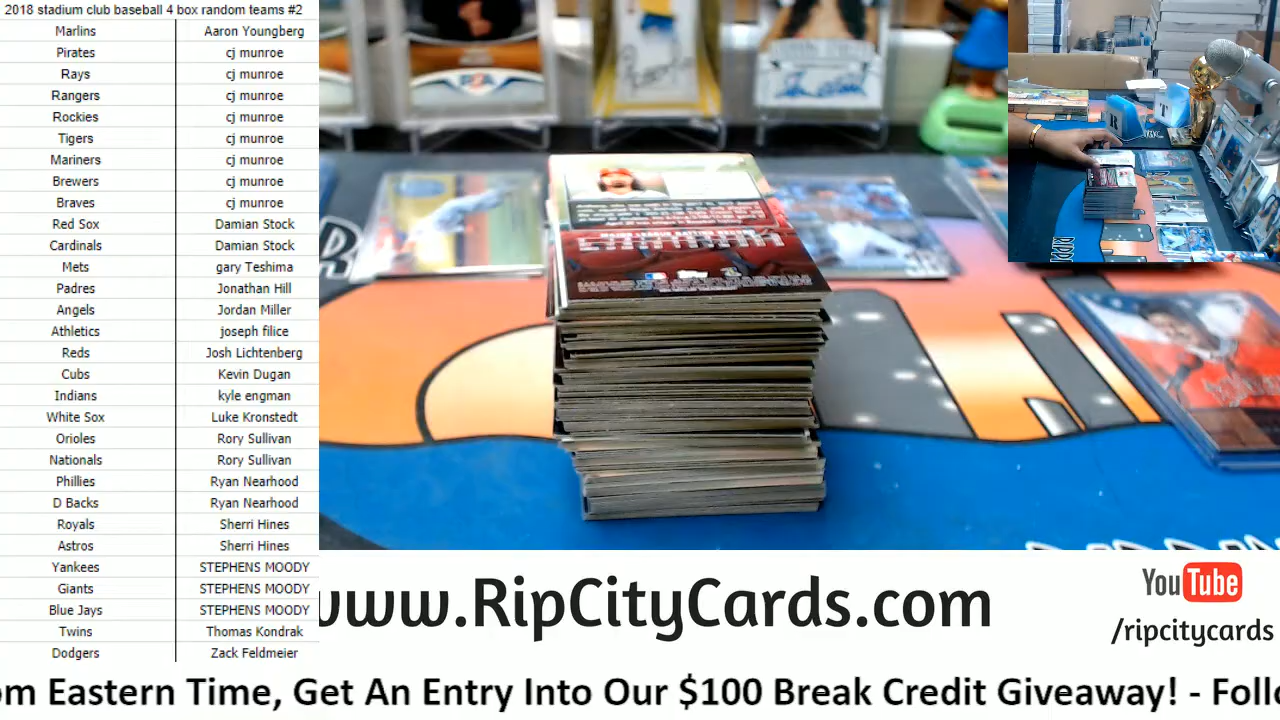 2018 stadium club baseball 4 box random teams #2
Marlins Aaron Youngberg
Pirates cj munroe
Rays cj munroe
Rangers cj munroe
Rockies cj munroe
Tigers cj munroe
Mariners cj munroe
Brewers cj munroe
Braves cj munroe
Red Sox Damian Stock
Cardinals Damian Stock
Mets gary Teshima
Padres Jonathan Hill
Angels Jordan Miller
Athletics joseph filice
Reds Josh Lichtenberg
Cubs Kevin Dugan
Indians kyle engman
White Sox Luke Kronstedt
Orioles Rory Sullivan
Nationals Rory Sullivan
Phillies Ryan Nearhood
D Backs Ryan Nearhood
Royals Sherri Hines
Astros Sherri Hines
Yankees STEPHENS MOODY
Giants STEPHENS MOODY
Blue Jays STEPHENS MOODY
Twins Thomas Kondrak
Dodgers Zack Feldmeier
www.RipCityCards.com
YouTube
/ripcitycards
om Eastern Time, Get An Entry Into Our $100 Break Credit Giveaway! - Follo